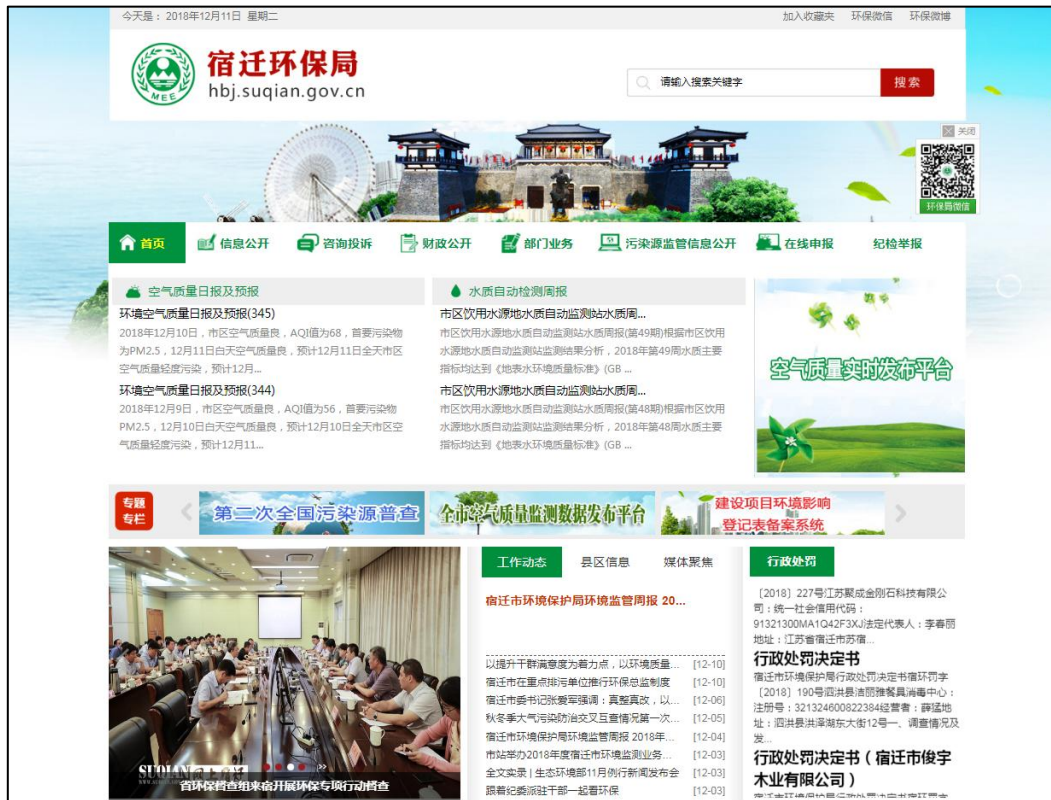 今天是： 2018年12月11日 星期二
加入收藏夹 环保微信 环保微博
宿迁环保局
hbj.suqian.gov.cn
MEE
请输入搜索关键字
搜索
关闭
环保局微信
首页 信息公开 咨询投诉 财政公开 部门业务 污染源监管信息公开 在线申报 纪检举报
空气质量日报及预报
环境空气质量日报及预报(345)
2018年12月10日，市区空气质量良，AQI值为68，首要污染物
为PM2.5，12月11日白天空气质量良，预计12月11日全天市区
空气质量轻度污染，预计12月...
环境空气质量日报及预报(344)
2018年12月9日，市区空气质量良，AQI值为56，首要污染物
PM2.5，12月10日白天空气质量良，预计12月10日全天市区空
气质量轻度污染，预计12月11...
水质自动检测周报
市区饮用水源地水质自动监测站水质周...
市区饮用水源地水质自动监测站水质周报(第49期)根据市区饮用
水源地水质自动监测站监测结果分析，2018年第49周水质主要
指标均达到《地表水环境质量标准》(GB ...
市区饮用水源地水质自动监测站水质周...
市区饮用水源地水质自动监测站水质周报(第48期)根据市区饮用
水源地水质自动监测站监测结果分析，2018年第48周水质主要
指标均达到《地表水环境质量标准》(GB ...
空气质量实时发布平台
专题
专栏
第二次全国污染源普查
全市空气质量监测数据发布平台
建设项目环境影响
登记表备案系统
SUQIAN
省环保督查组来宿开展环保专项行动督查
工作动态 县区信息 媒体聚焦
宿迁市环境保护局环境监管周报 20...
以提升干群满意度为着力点，以环境质量... [12-10]
宿迁市在重点排污单位推行环保总监制度 [12-10]
宿迁市委书记张爱军强调：真整真改，以... [12-06]
秋冬季大气污染防治交叉互查情况第一次... [12-05]
宿迁市环境保护局环境监管周报 2018年... [12-04]
市站举办2018年度宿迁市环境监测业务... [12-03]
全文实录 | 生态环境部11月例行新闻发布会 [12-03]
跟着纪委派驻干部一起看环保 [12-03]
行政处罚
［2018］227号江苏聚成金刚石科技有限公
司：统一社会信用代码：
91321300MA1Q42F3XJ法定代表人：李春丽
地址：江苏省宿迁市苏宿...
行政处罚决定书
宿迁市环境保护局行政处罚决定书宿环罚字
［2018］190号泗洪县洁丽雅餐具消毒中心：
注册号：321324600822384经营者：薛猛地
址：泗洪县洪泽湖东大街12号一、调查情况及
发...
行政处罚决定书（宿迁市俊宇
木业有限公司）
宿迁市环境保护局行政处罚决定书宿环罚字